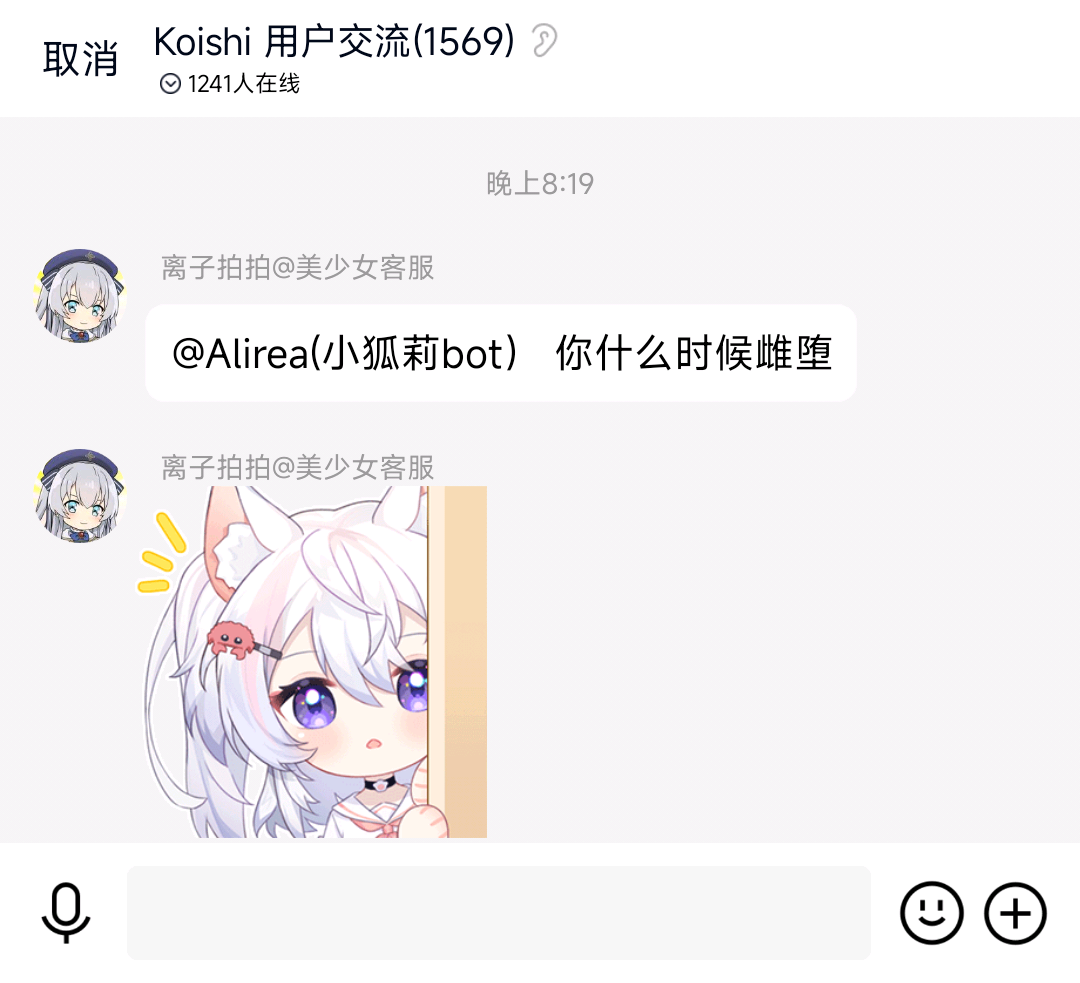 取消
Koishi 用户交流(1569)
1241人在线
晚上8:19
离子拍拍@美少女客服
@Alirea(小狐莉bot) 你什么时候雌堕
离子拍拍@美少女客服